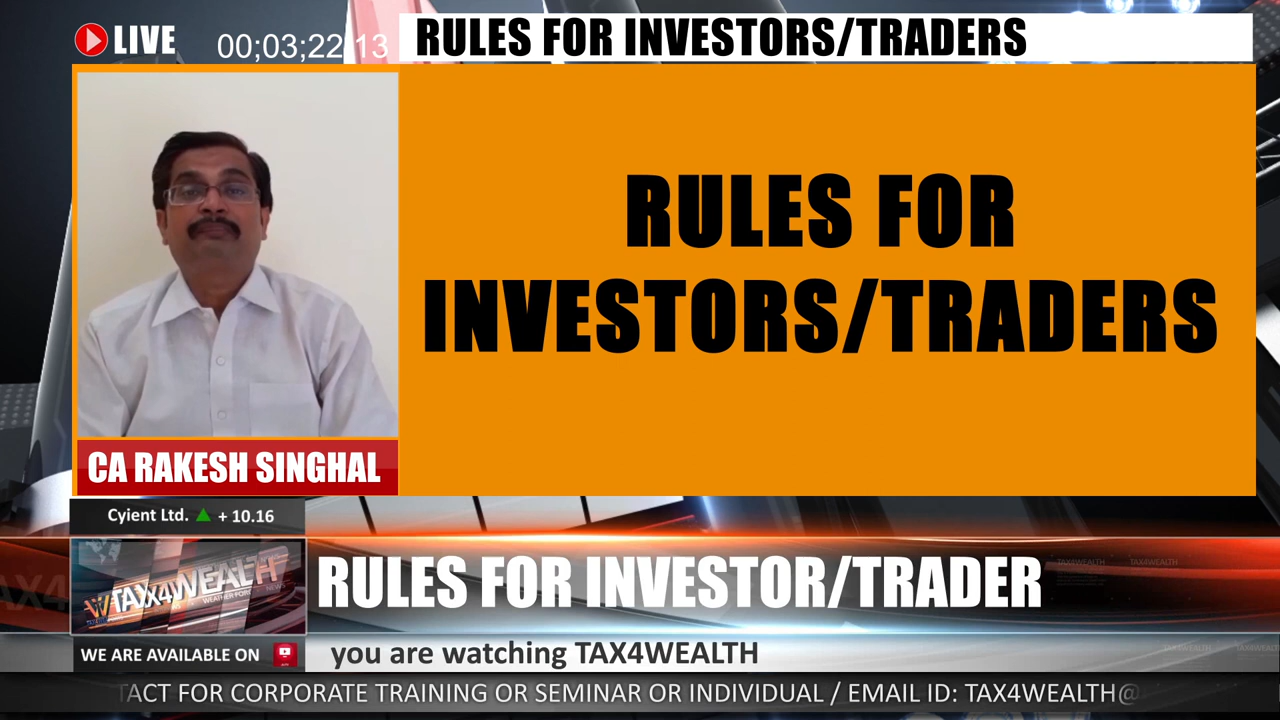 LIVE
00;03;22;13
RULES FOR INVESTORS/TRADERS
RULES FOR
INVESTORS/TRADERS
CA RAKESH SINGHAL
Cyient Ltd. ▲ + 10.16
TAX4WEALTH
RULES FOR INVESTOR/TRADER
WE ARE AVAILABLE ON
you are watching TAX4WEALTH
TACT FOR CORPORATE TRAINING OR SEMINAR OR INDIVIDUAL / EMAIL ID: TAX4WEALTH@